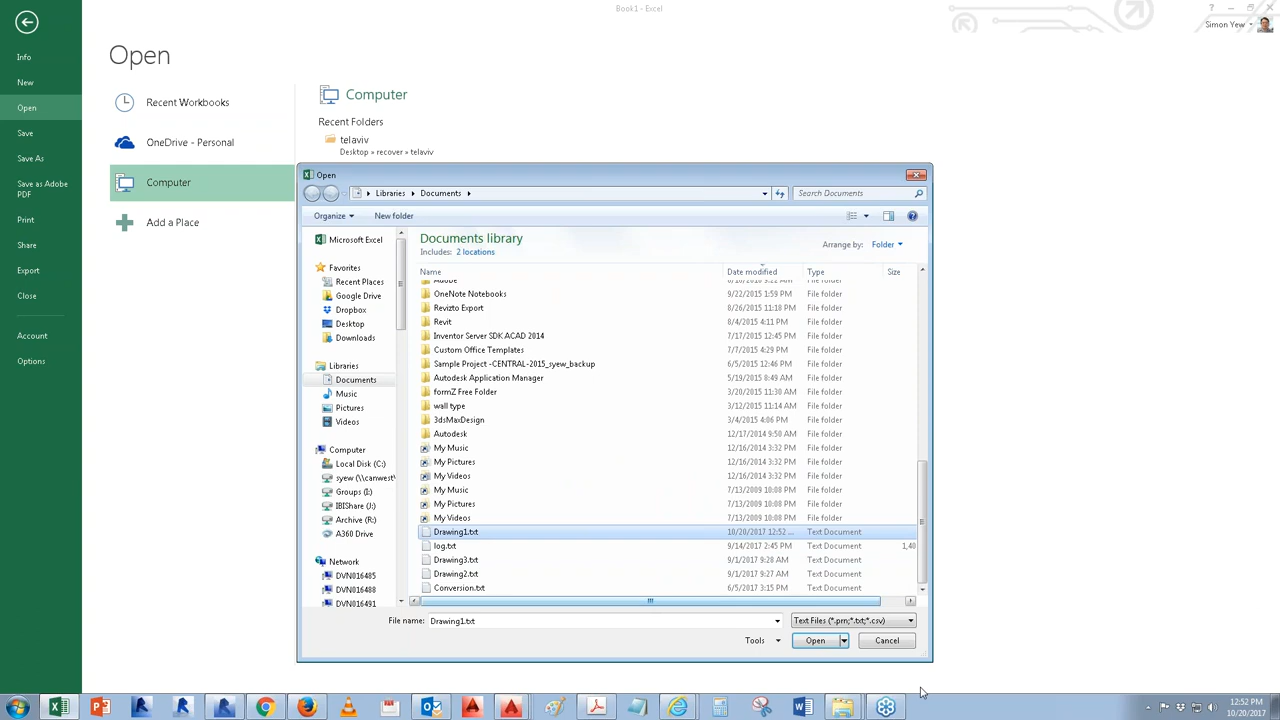 Book1 - Excel
Simon Yew
Info
New
Open
Save
Save As
Save as Adobe
PDF
Print
Share
Export
Close
Account
Options
Open
Recent Workbooks
OneDrive - Personal
Computer
Add a Place
Computer
Recent Folders
telaviv
Desktop » recover » telaviv
Open
Libraries
Documents
Search Documents
Organize
New folder
Microsoft Excel
Favorites
Recent Places
Google Drive
Dropbox
Desktop
Downloads
Libraries
Documents
Music
Pictures
Videos
Computer
Local Disk (C:)
syew (\\canwest
Groups (I:)
IBIShare (J:)
Archive (R:)
A360 Drive
Network
DVN016485
DVN016488
DVN016491
Documents library
Includes: 2 locations
Arrange by: Folder
Name Date modified Type Size
Adobe File folder
OneNote Notebooks 9/22/2015 1:59 PM File folder
Revizto Export 8/26/2015 11:18 PM File folder
Revit 8/4/2015 4:11 PM File folder
Inventor Server SDK ACAD 2014 7/17/2015 12:45 PM File folder
Custom Office Templates 7/7/2015 4:29 PM File folder
Sample Project -CENTRAL-2015_syew_backup 6/5/2015 12:46 PM File folder
Autodesk Application Manager 5/19/2015 8:49 AM File folder
formZ Free Folder 3/20/2015 11:30 AM File folder
wall type 3/12/2015 11:14 AM File folder
3dsMaxDesign 3/4/2015 4:06 PM File folder
Autodesk 12/17/2014 9:50 AM File folder
My Music 12/16/2014 3:32 PM File folder
My Pictures 12/16/2014 3:32 PM File folder
My Videos 12/16/2014 3:32 PM File folder
My Music 7/13/2009 10:08 PM File folder
My Pictures 7/13/2009 10:08 PM File folder
My Videos 7/13/2009 10:08 PM File folder
Drawing1.txt 10/20/2017 12:52 ... Text Document
log.txt 9/14/2017 2:45 PM Text Document 1,40
Drawing3.txt 9/1/2017 9:28 AM Text Document
Drawing2.txt 9/1/2017 9:27 AM Text Document
Conversion.txt 6/5/2017 3:15 PM Text Document
File name: Drawing1.txt
Text Files (*.prn;*.txt;*.csv)
Tools
Open
Cancel
12:52 PM
10/20/2017